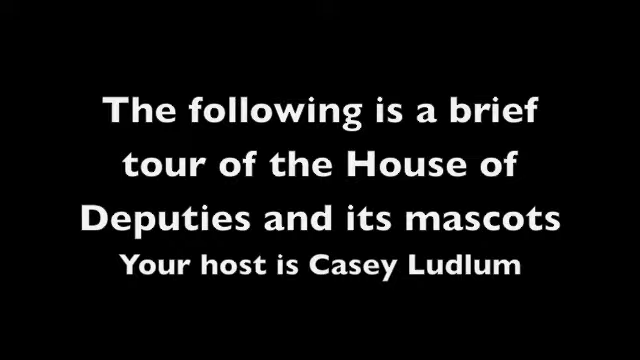 The following is a brief
tour of the House of
Deputies and its mascots
Your host is Casey Ludlum